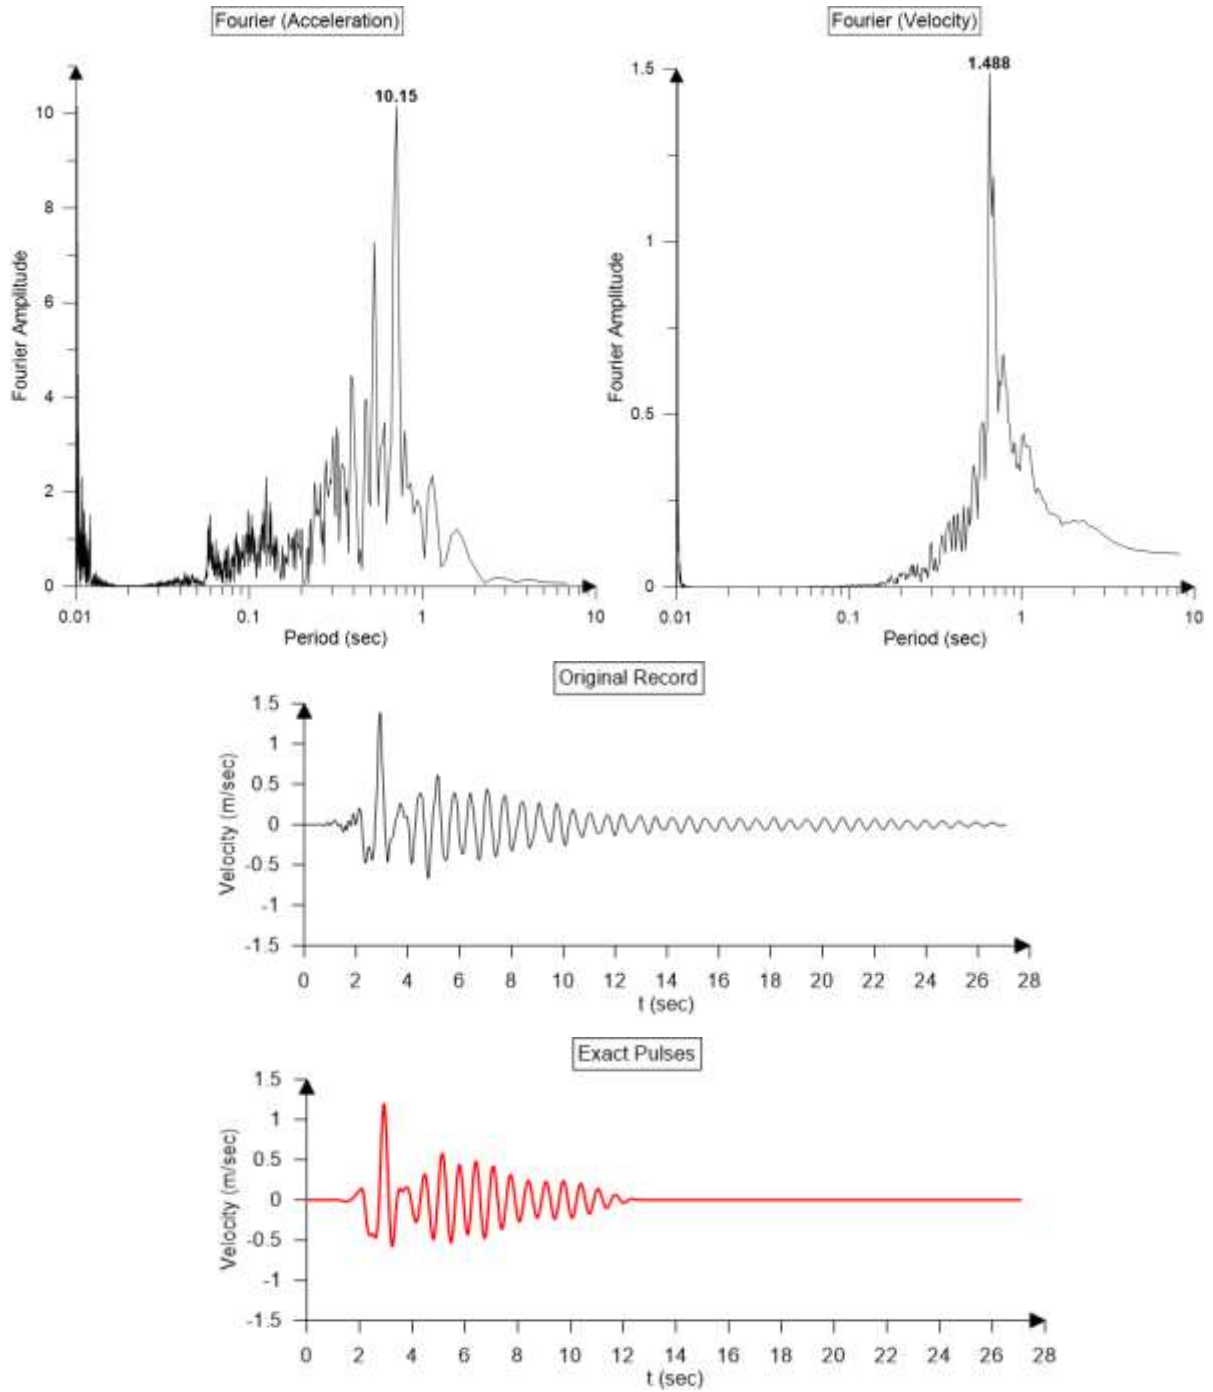 Fourier (Acceleration)
Fourier (Velocity)
10.15
10
8
6
4
2
0
Fourier Amplitude
0.01
0.1
1
10
Period (sec)
1.488
1.5
1
0.5
0
Fourier Amplitude
0.01
0.1
1
10
Period (sec)
Original Record
1.5
1
0.5
0
-0.5
-1
-1.5
Velocity (m/sec)
0 2 4 6 8 10 12 14 16 18 20 22 24 26 28
t (sec)
Exact Pulses
1.5
1
0.5
0
-0.5
-1
-1.5
Velocity (m/sec)
0 2 4 6 8 10 12 14 16 18 20 22 24 26 28
t (sec)